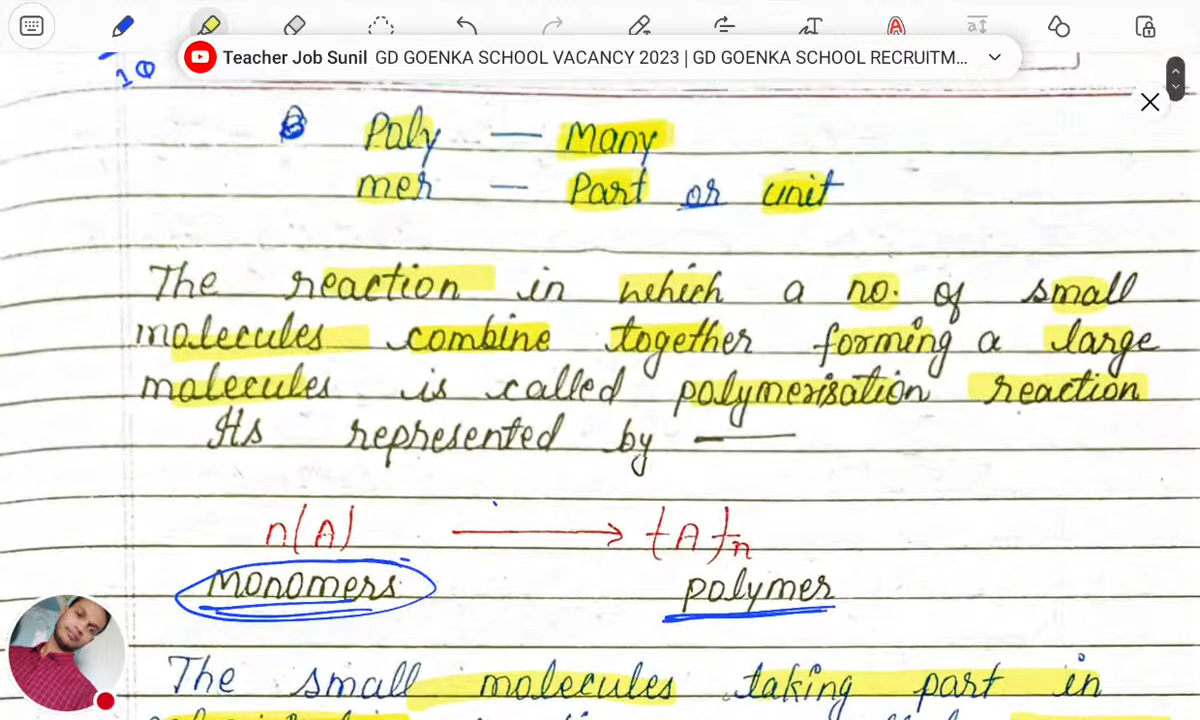 Teacher Job Sunil GD GOENKA SCHOOL VACANCY 2023 | GD GOENKA SCHOOL RECRUITM...
10
Poly — Many
mer — Part or unit
The reaction in which a no. of small
molecules combine together forming a large
molecules is called polymerisation reaction
Its represented by ——
n(A) ⟶ ⁅A⁆n
Monomers polymer
The small molecules taking part in